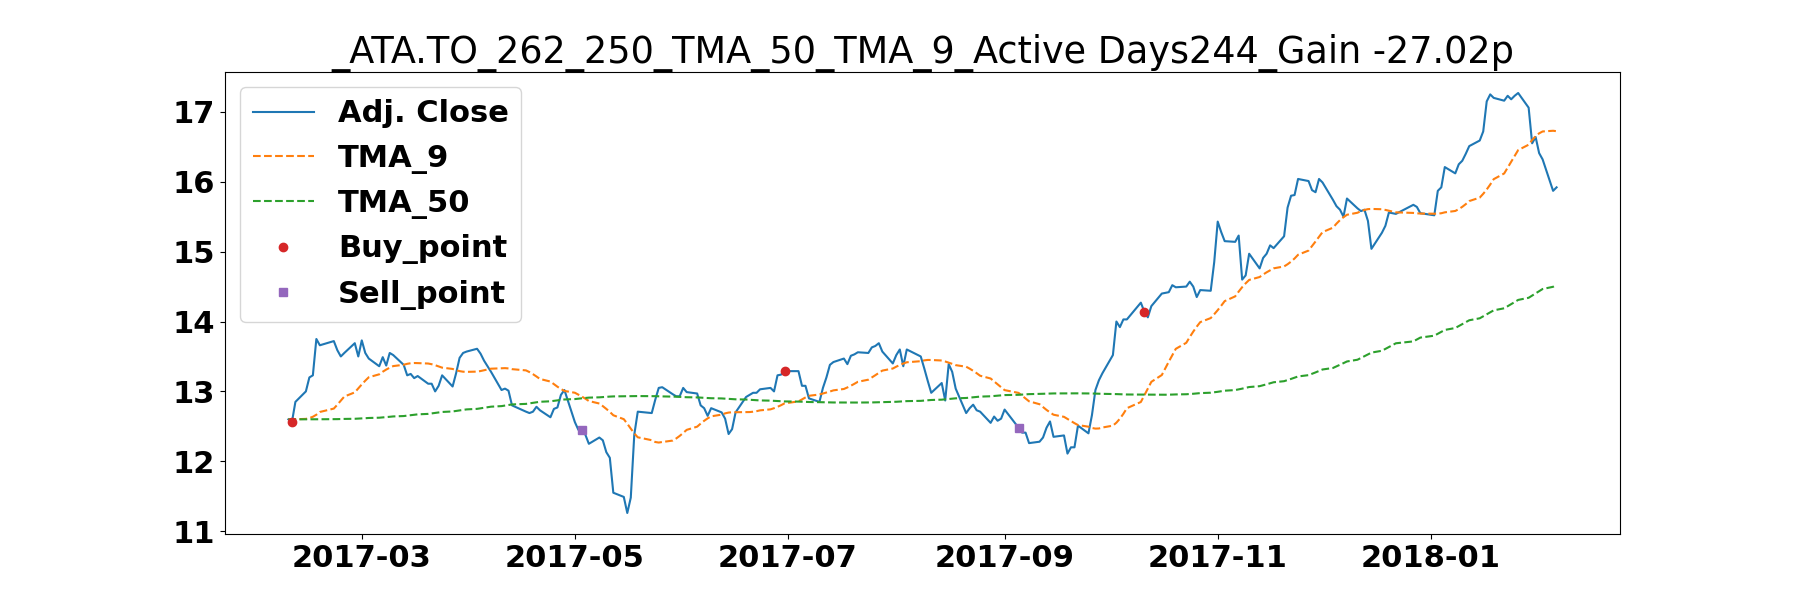 _ATA.TO_262_250_TMA_50_TMA_9_Active Days244_Gain -27.02p
Adj. Close
TMA_9
TMA_50
Buy_point
Sell_point
17
16
15
14
13
12
11
2017-03 2017-05 2017-07 2017-09 2017-11 2018-01